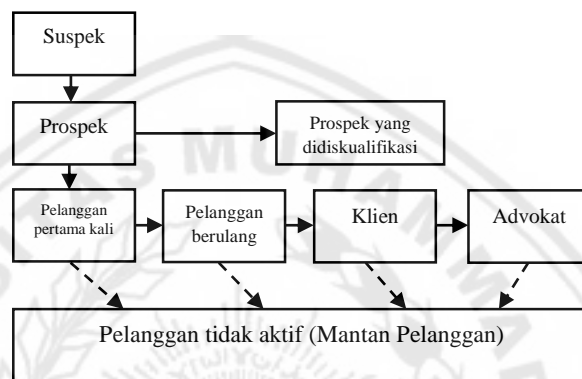 Suspek
Prospek
Prospek yang
didiskualifikasi
Pelanggan
pertama kali
Pelanggan
berulang
Klien
Advokat
Pelanggan tidak aktif (Mantan Pelanggan)